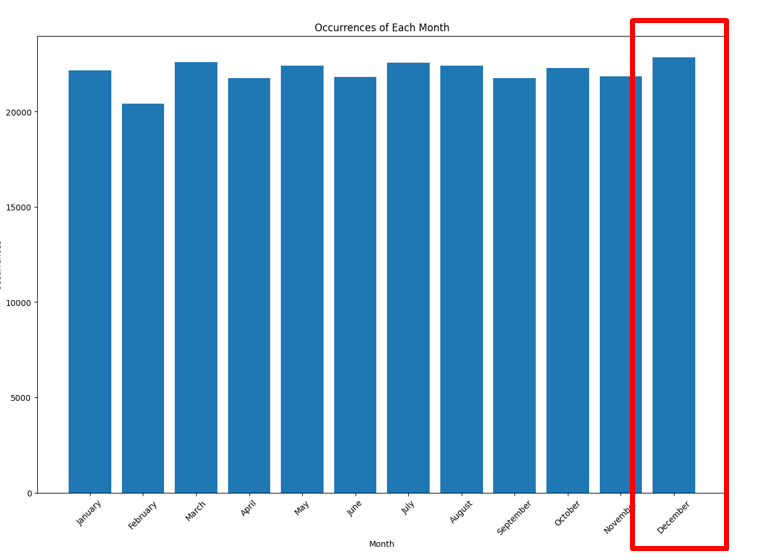 Occurrences of Each Month
20000
15000
10000
5000
0
January
February
March
April
May
June
July
August
September
October
November
December
Month